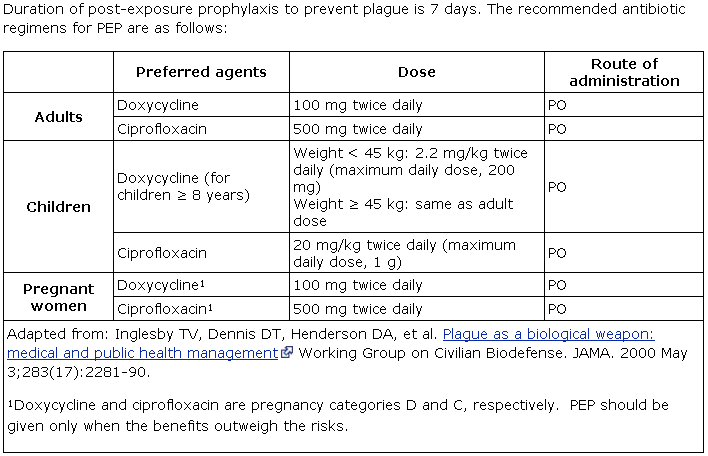 Duration of post-exposure prophylaxis to prevent plague is 7 days. The recommended antibiotic
regimens for PEP are as follows:
Preferred agents Dose Route of administration
Adults
Doxycycline 100 mg twice daily PO
Ciprofloxacin 500 mg twice daily PO
Children
Doxycycline (for
children ≥ 8 years)
Weight < 45 kg: 2.2 mg/kg twice
daily (maximum daily dose, 200
mg)
Weight ≥ 45 kg: same as adult
dose
PO
Ciprofloxacin
20 mg/kg twice daily (maximum
daily dose, 1 g)
PO
Pregnant
women
Doxycycline¹ 100 mg twice daily PO
Ciprofloxacin¹ 500 mg twice daily PO
Adapted from: Inglesby TV, Dennis DT, Henderson DA, et al. Plague as a biological weapon:
medical and public health management Working Group on Civilian Biodefense. JAMA. 2000 May
3;283(17):2281-90.
¹Doxycycline and ciprofloxacin are pregnancy categories D and C, respectively.  PEP should be
given only when the benefits outweigh the risks.